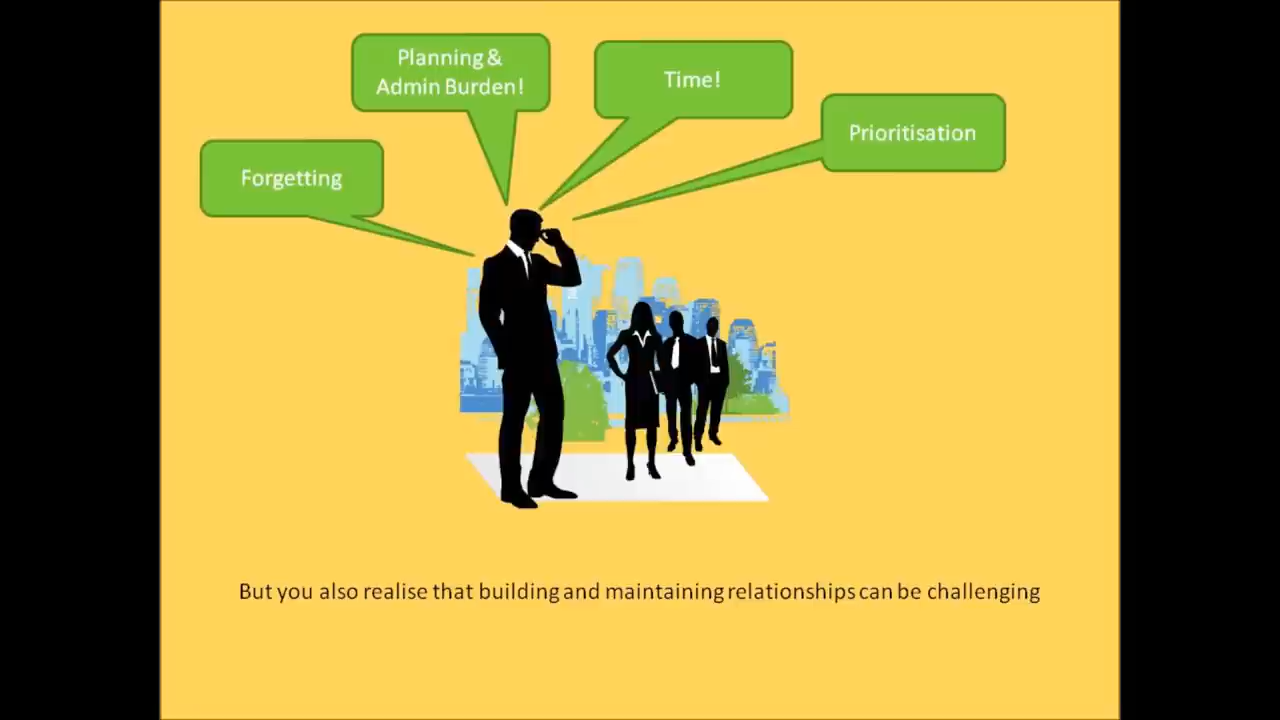 Planning &
Admin Burden!
Time!
Prioritisation
Forgetting
But you also realise that building and maintaining relationships can be challenging